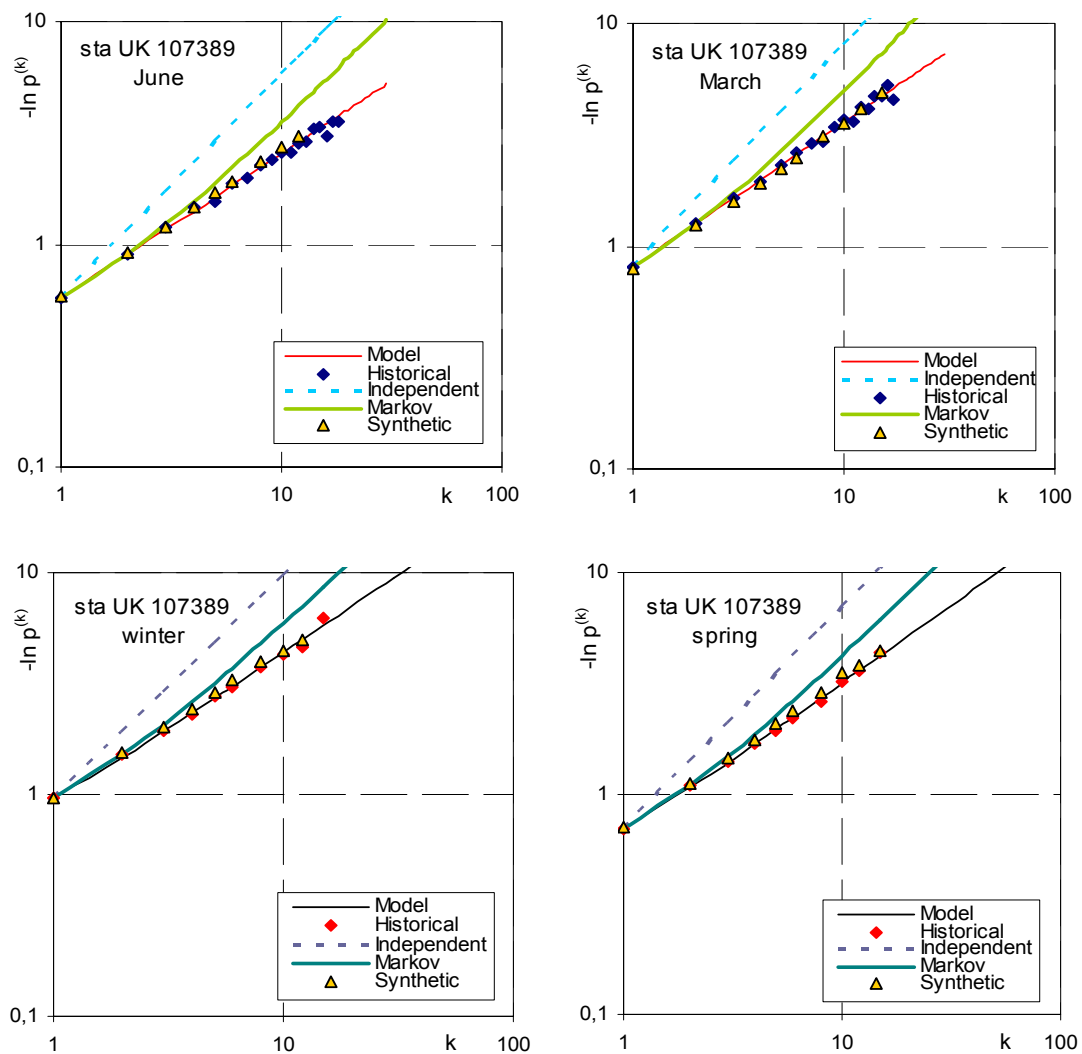 10
sta UK 107389
June
-ln p(k)
1
0,1
1
10
k
100
Model
Historical
Independent
Markov
Synthetic
10
sta UK 107389
March
-ln p(k)
1
0,1
1
10
k
100
Model
Independent
Historical
Markov
Synthetic
10
sta UK 107389
winter
-ln p(k)
1
0,1
1
10
k
100
Model
Historical
Independent
Markov
Synthetic
10
sta UK 107389
spring
-ln p(k)
1
0,1
1
10
k
100
Model
Historical
Independent
Markov
Synthetic